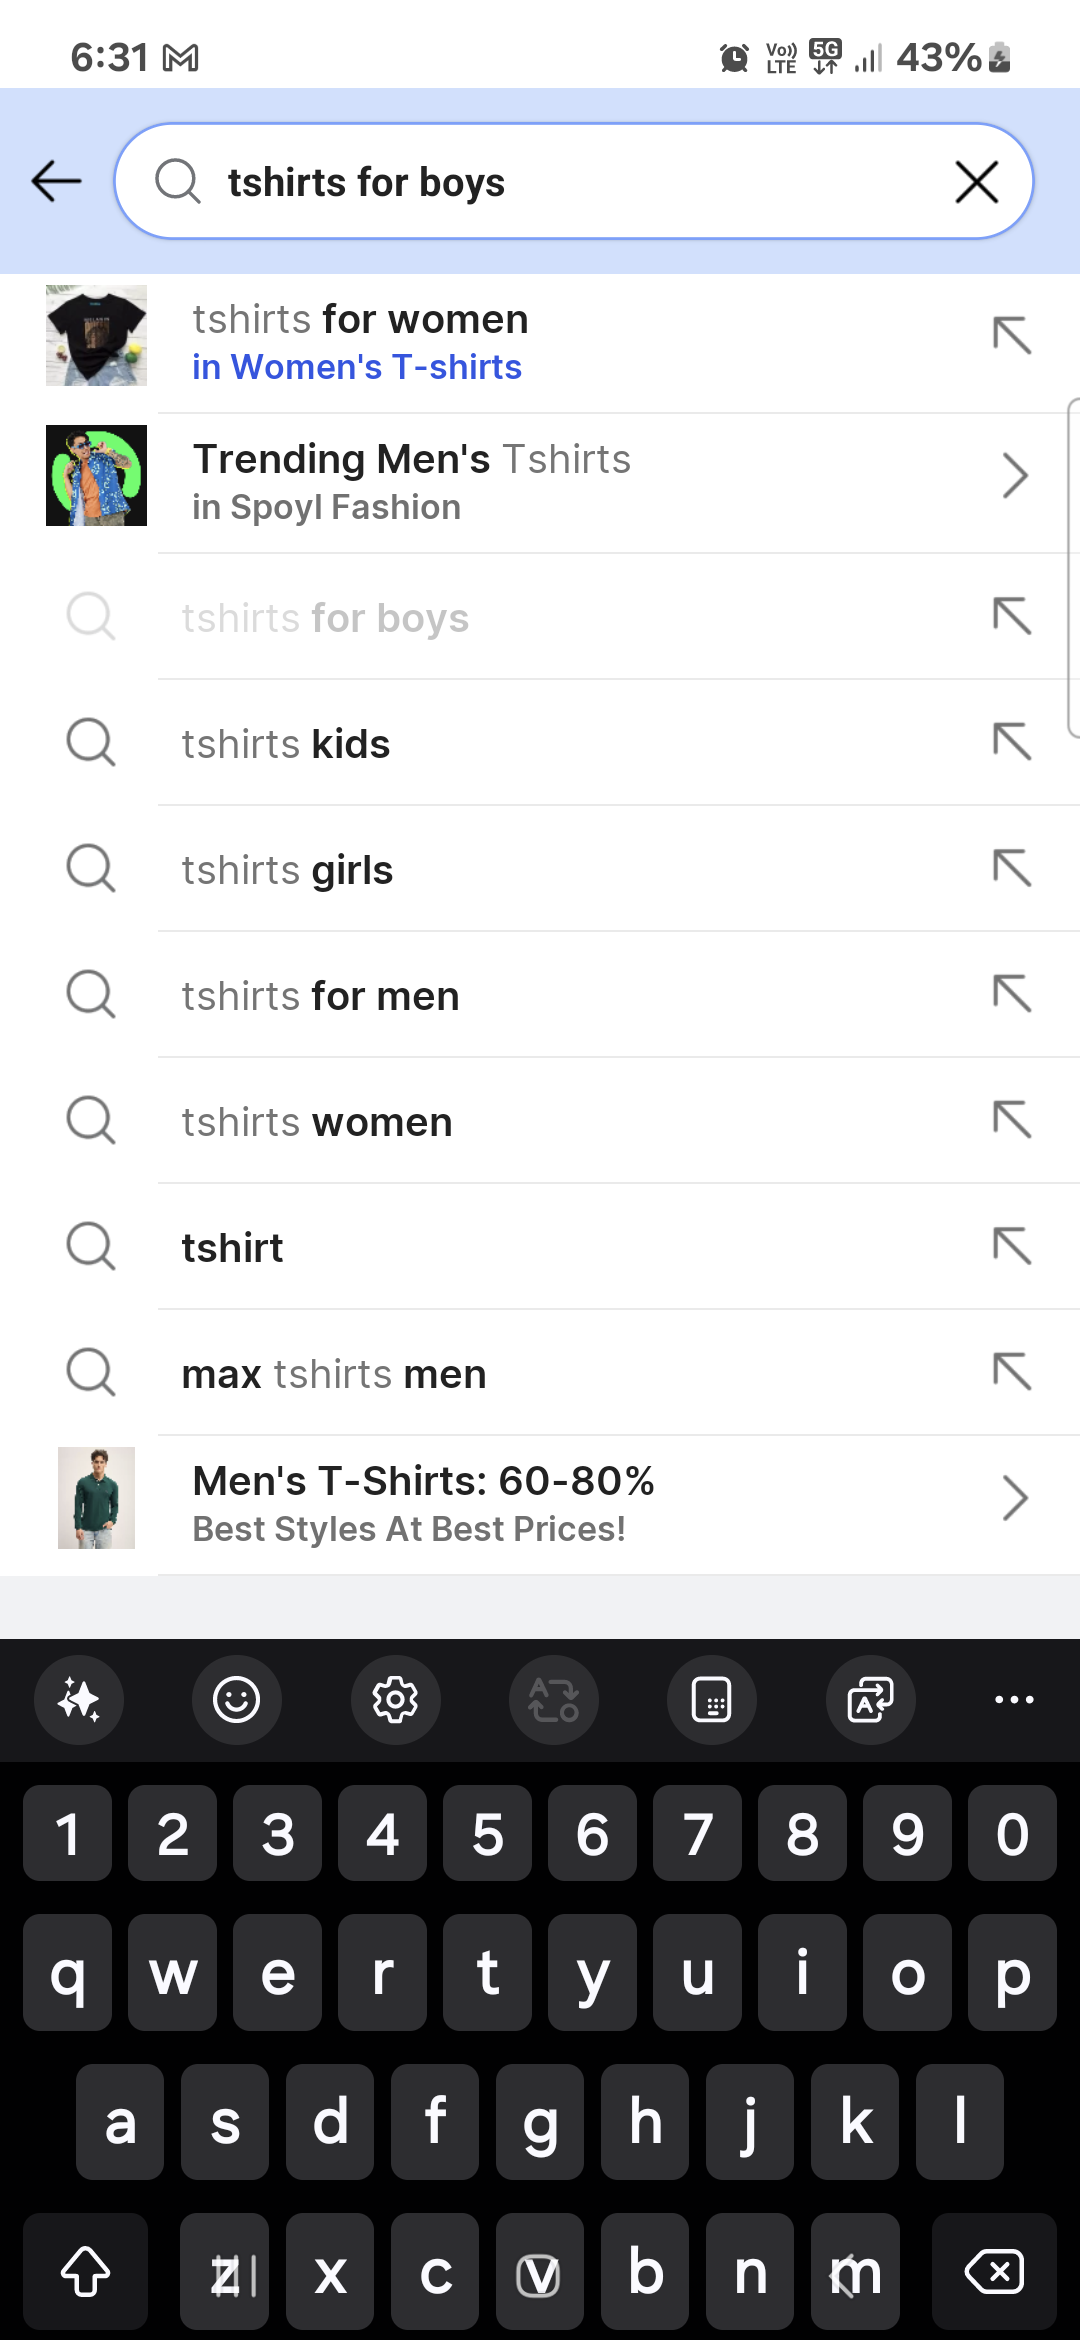 6:31 Vo)) LTE 5G 43%
tshirts for boys
tshirts for women
in Women's T-shirts
Trending Men's Tshirts
in Spoyl Fashion
tshirts for boys
tshirts kids
tshirts girls
tshirts for men
tshirts women
tshirt
max tshirts men
Men's T-Shirts: 60-80%
Best Styles At Best Prices!
1 2 3 4 5 6 7 8 9 0
q w e r t y u i o p
a s d f g h j k l
z x c v b n m